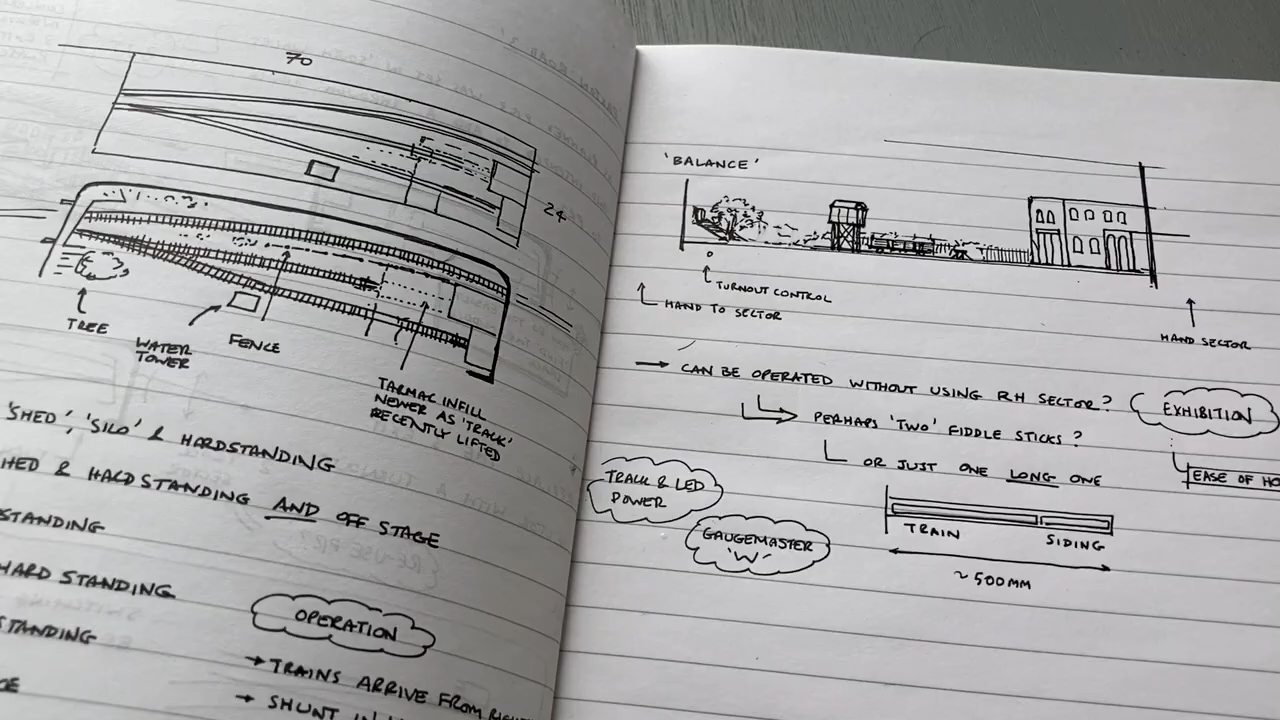 70
24
TREE
WATER
TOWER
FENCE
TARMAC INFILL
NEWER AS 'TRACK'
RECENTLY LIFTED
'SHED', 'SILO' & HARDSTANDING
HED & HARDSTANDING AND OFF STAGE
STANDING
HARD STANDING
STANDING
OPERATION
→ TRAINS ARRIVE FROM RIGHT
→ SHUNT IN
'BALANCE'
TURNOUT CONTROL
HAND TO SECTOR
HAND SECTOR
→ CAN BE OPERATED WITHOUT USING RH SECTOR?
PERHAPS 'TWO' FIDDLE STICKS?
OR JUST ONE LONG ONE
EXHIBITION
EASE OF HO
TRACK & LED
POWER
GAUGEMASTER
'W'
TRAIN
SIDING
~ 500MM